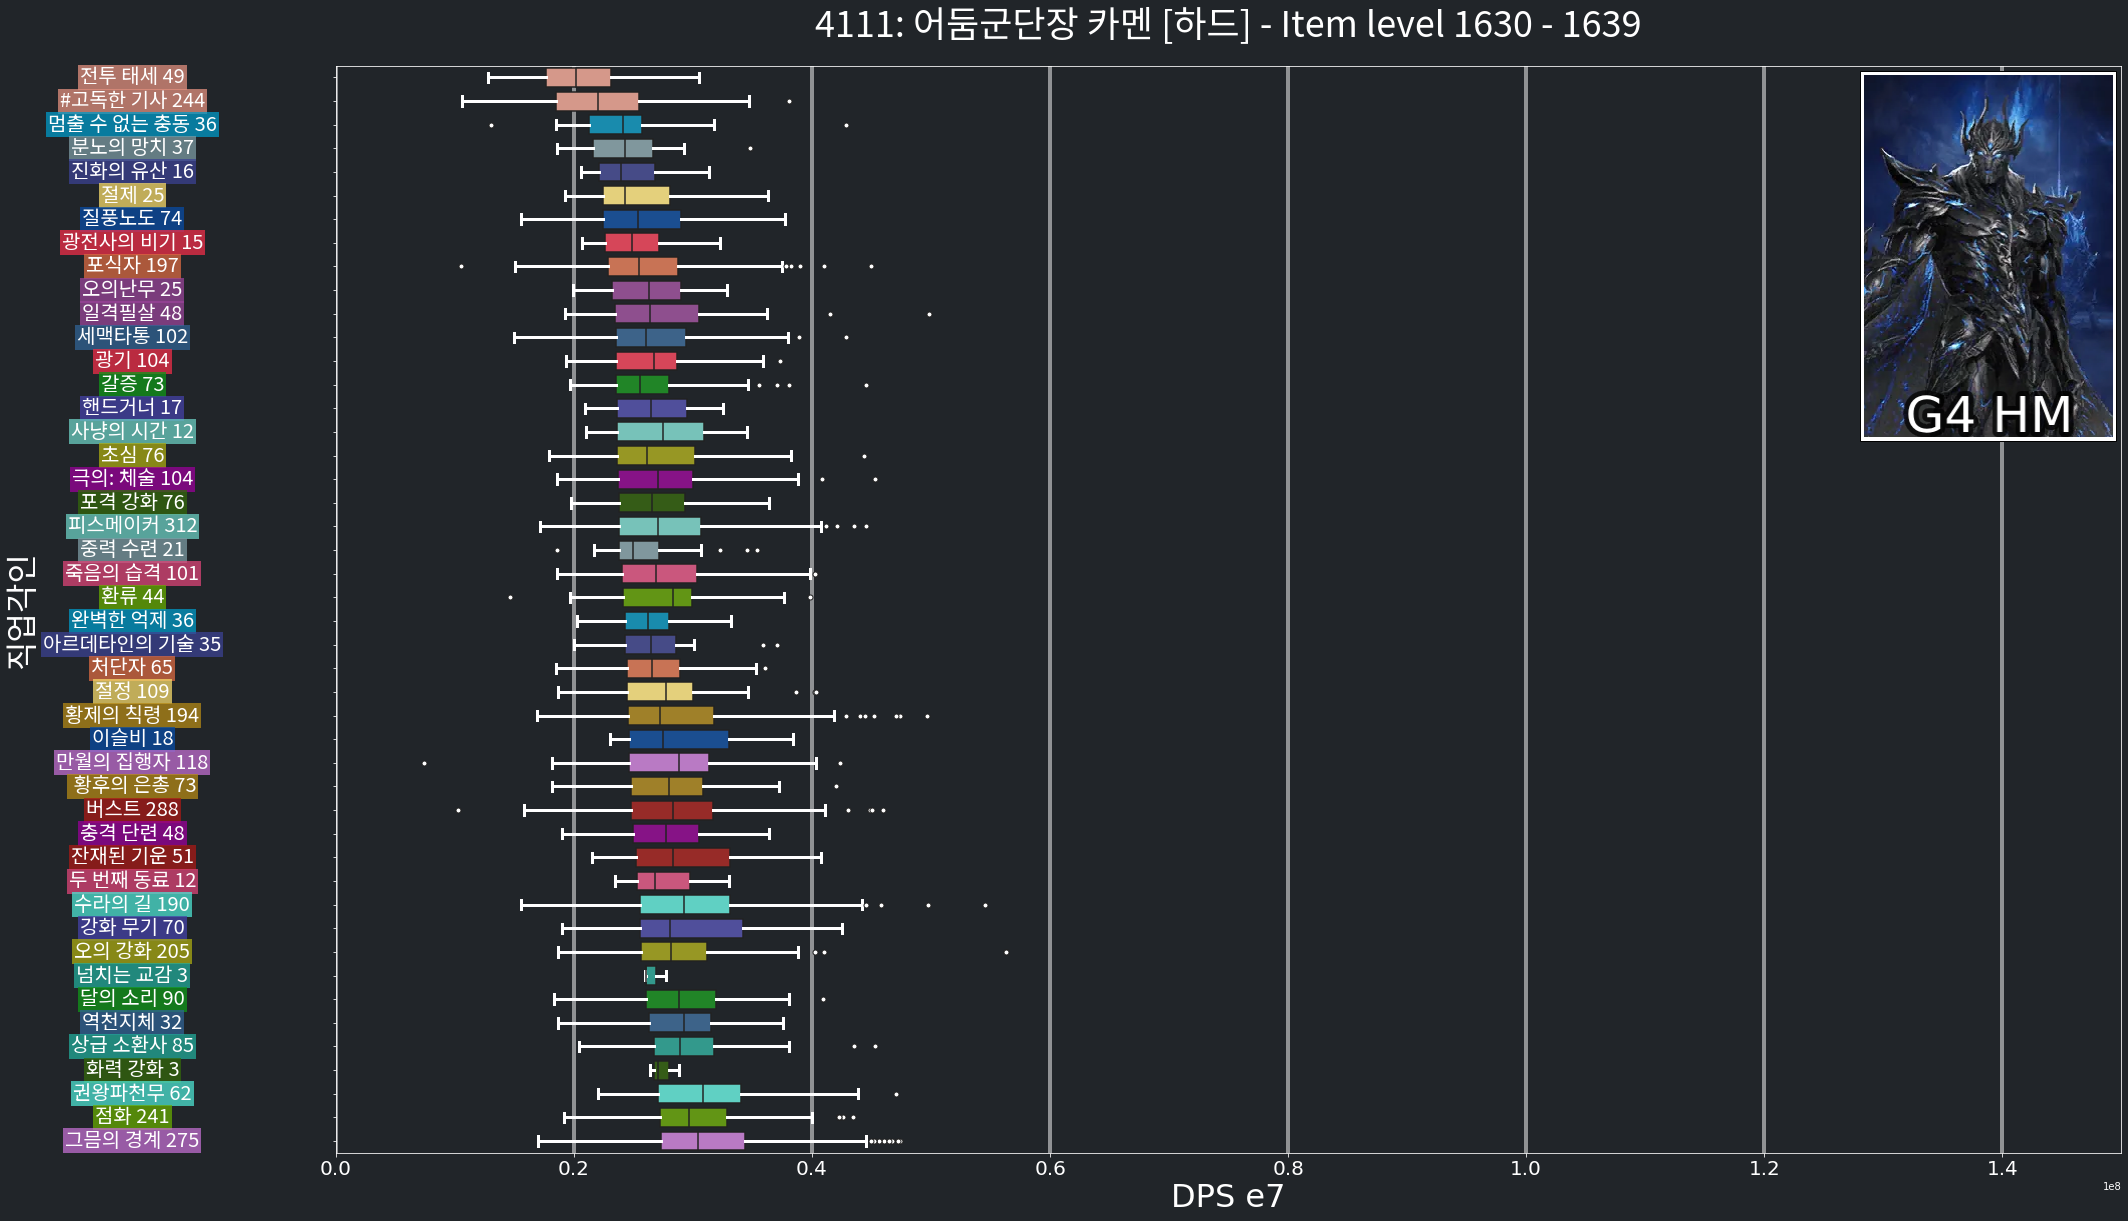 4111: 어둠군단장 카멘 [하드] - Item level 1630 - 1639
전투 태세 49
#고독한 기사 244
멈출 수 없는 충동 36
분노의 망치 37
진화의 유산 16
절제 25
질풍노도 74
광전사의 비기 15
포식자 197
오의난무 25
일격필살 48
세맥타통 102
광기 104
갈증 73
핸드거너 17
사냥의 시간 12
초심 76
극의: 체술 104
포격 강화 76
피스메이커 312
중력 수련 21
죽음의 습격 101
환류 44
완벽한 억제 36
아르데타인의 기술 35
처단자 65
절정 109
황제의 칙령 194
이슬비 18
만월의 집행자 118
황후의 은총 73
버스트 288
충격 단련 48
잔재된 기운 51
두 번째 동료 12
수라의 길 190
강화 무기 70
오의 강화 205
넘치는 교감 3
달의 소리 90
역천지체 32
상급 소환사 85
화력 강화 3
권왕파천무 62
점화 241
그믐의 경계 275
직업각인
G4 HM
0.0 0.2 0.4 0.6 0.8 1.0 1.2 1.4
1e8
DPS e7